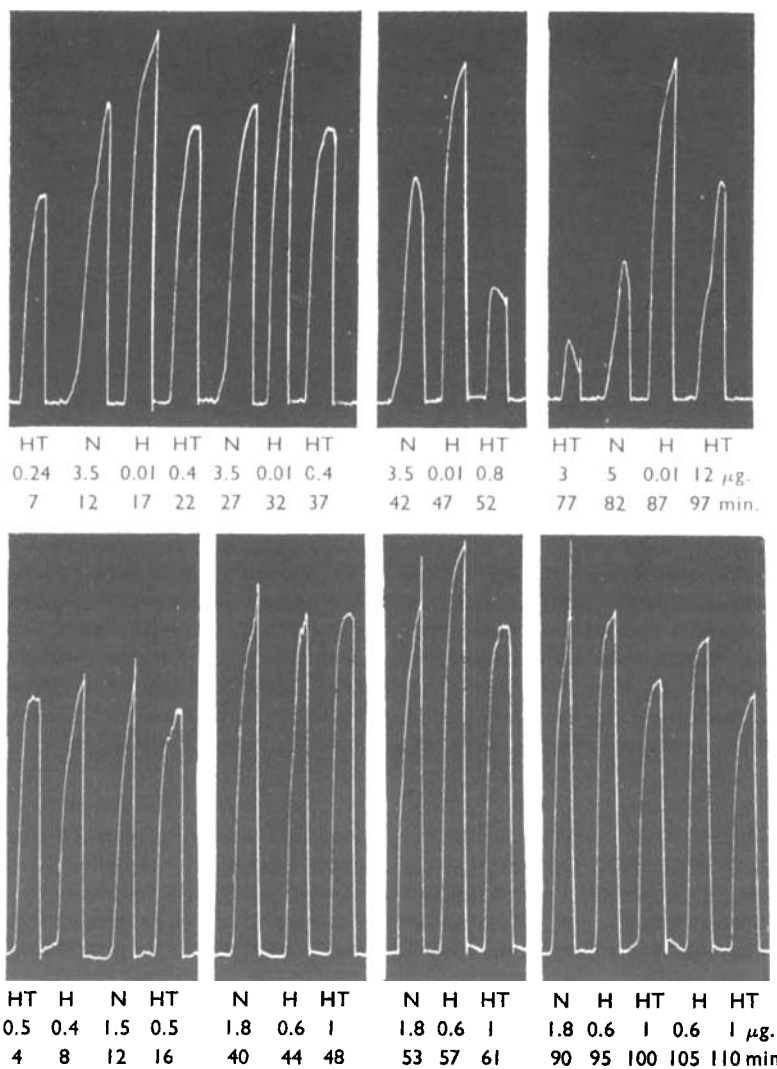 HT N H HT N H HT N H HT HT N H HT
0.24 3.5 0.01 0.4 3.5 0.01 0.4 3.5 0.01 0.8 3 5 0.01 12 µg.
7 12 17 22 27 32 37 42 47 52 77 82 87 97 min.
HT H N HT N H HT N H HT N H HT H HT
0.5 0.4 1.5 0.5 1.8 0.6 1 1.8 0.6 1 1.8 0.6 1 0.6 1 µg.
4 8 12 16 40 44 48 53 57 61 90 95 100 105 110 min